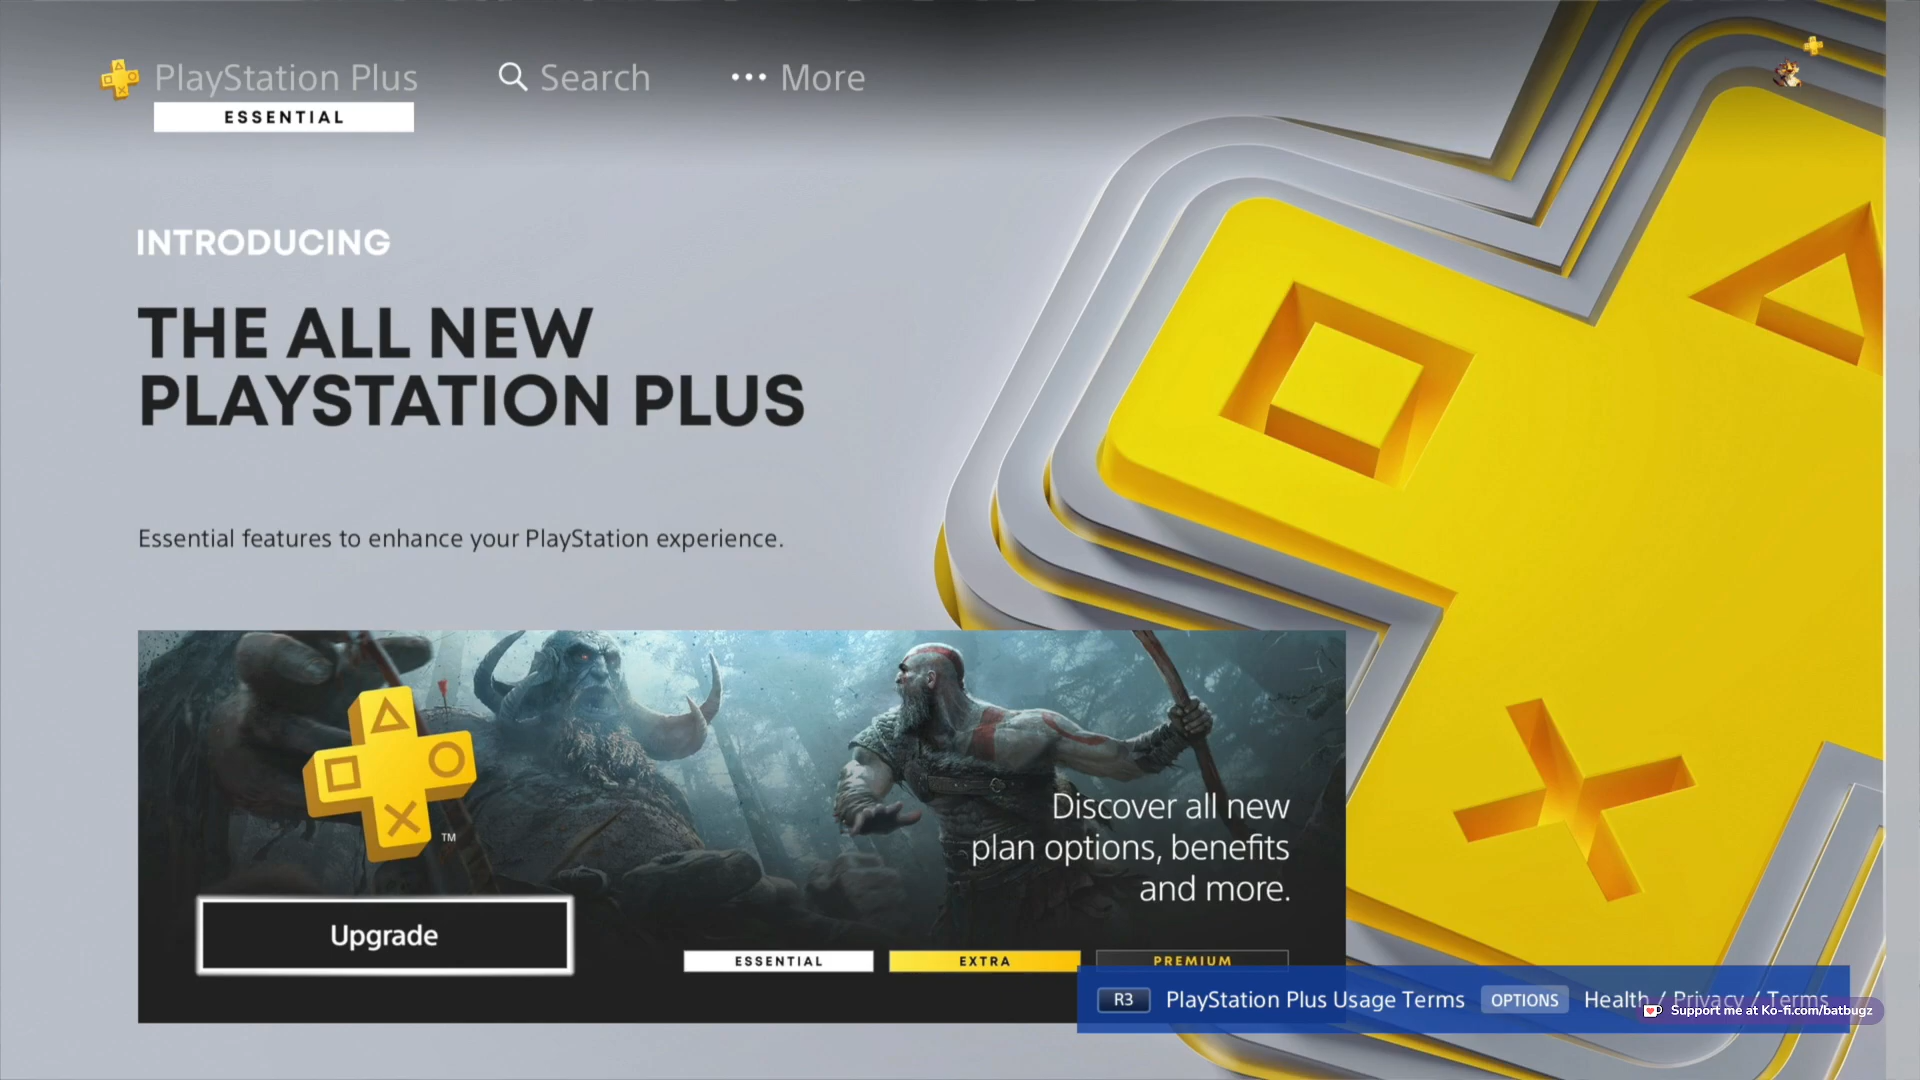 PlayStation Plus
ESSENTIAL
Search
More
INTRODUCING
THE ALL NEW
PLAYSTATION PLUS
Essential features to enhance your PlayStation experience.
TM
Discover all new
plan options, benefits
and more.
Upgrade
ESSENTIAL
EXTRA
PREMIUM
R3 PlayStation Plus Usage Terms OPTIONS Health / Privacy / Terms
Support me at Ko-fi.com/batbugz